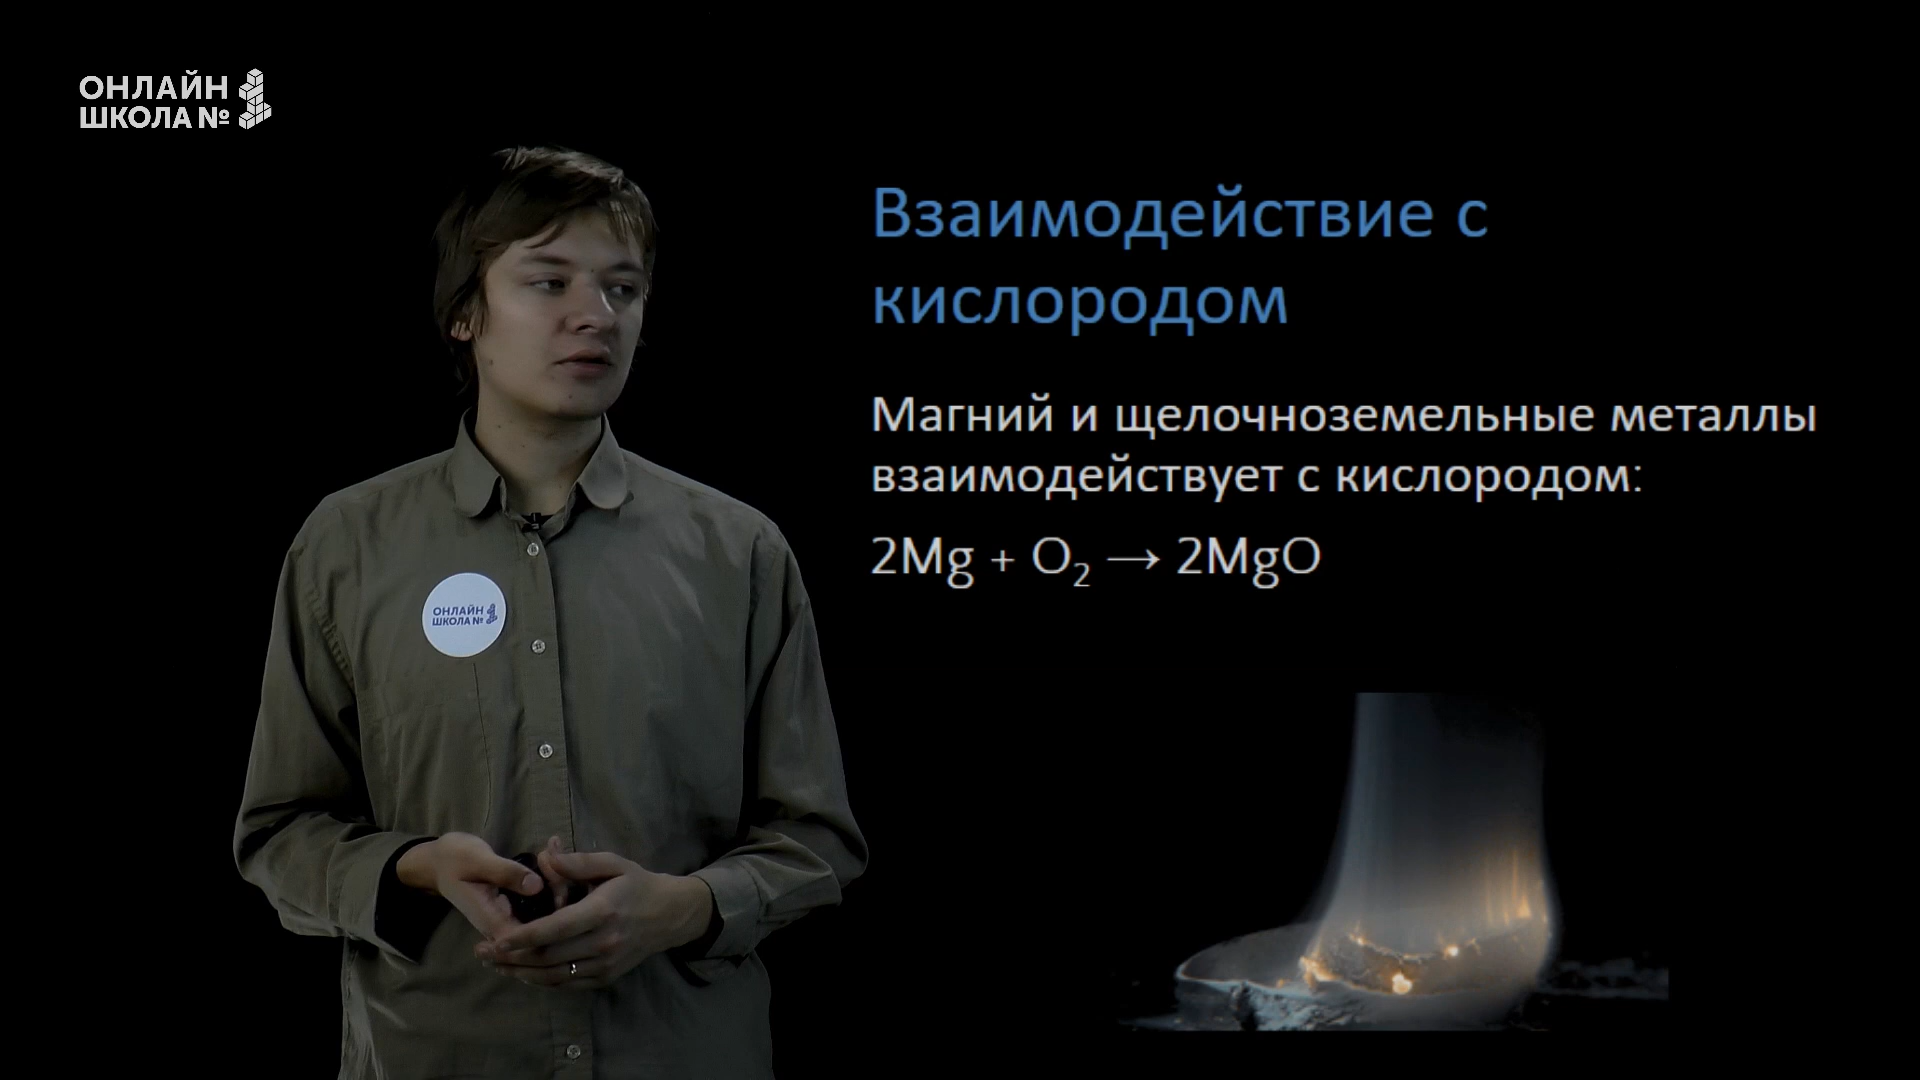 ОНЛАЙН
ШКОЛА №
Взаимодействие с
кислородом
Магний и щелочноземельные металлы
взаимодействует с кислородом:
2Mg + O₂ → 2MgO
ОНЛАЙН
ШКОЛА №